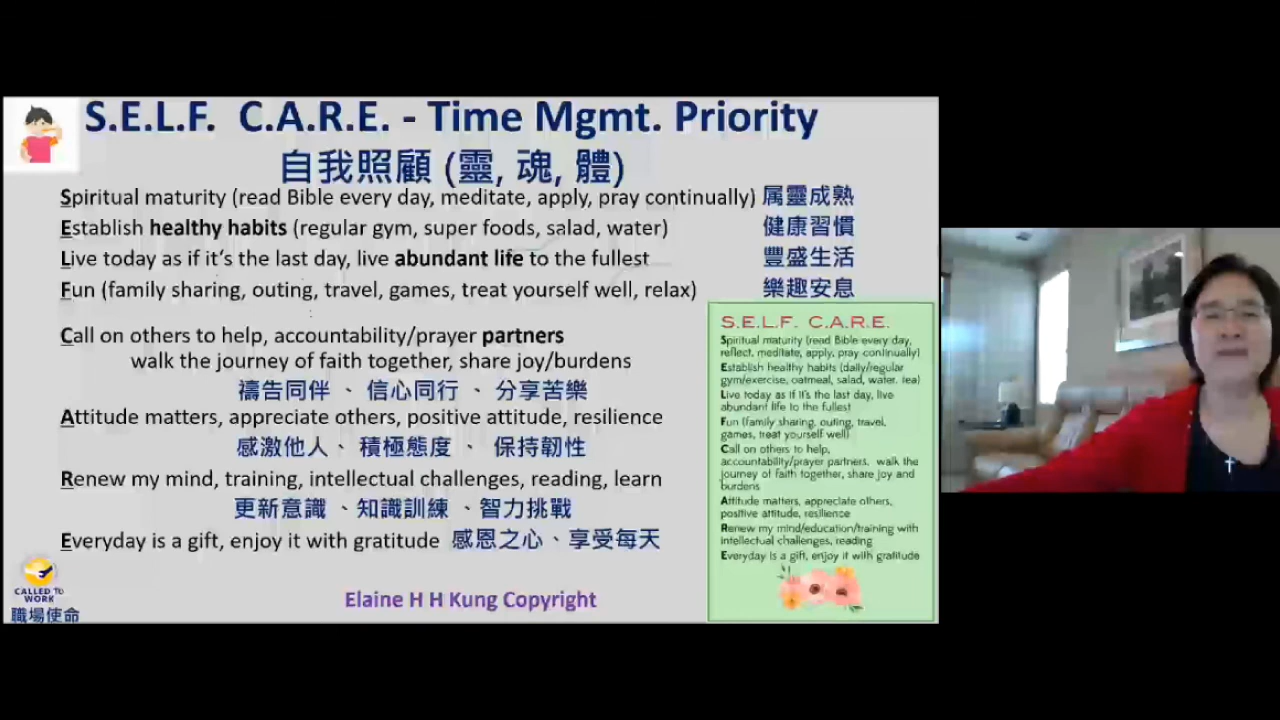 S.E.L.F. C.A.R.E. - Time Mgmt. Priority
自我照顧 (靈, 魂, 體)
Spiritual maturity (read Bible every day, meditate, apply, pray continually) 属靈成熟
Establish healthy habits (regular gym, super foods, salad, water) 健康習慣
Live today as if it's the last day, live abundant life to the fullest 豐盛生活
Fun (family sharing, outing, travel, games, treat yourself well, relax) 樂趣安息
Call on others to help, accountability/prayer partners
walk the journey of faith together, share joy/burdens
禱告同伴 、 信心同行 、 分享苦樂
Attitude matters, appreciate others, positive attitude, resilience
感激他人 、 積極態度 、 保持韌性
Renew my mind, training, intellectual challenges, reading, learn
更新意識 、 知識訓練 、 智力挑戰
Everyday is a gift, enjoy it with gratitude 感恩之心、享受每天
CALLED TO
WORK
職場使命
Elaine H H Kung Copyright
S.E.L.F. C.A.R.E.
Spiritual maturity (read Bible every day,
reflect, meditate, apply, pray continually)
Establish healthy habits (daily/regular
gym/exercise, oatmeal, salad, water, tea)
Live today as if it's the last day, live
abundant life to the fullest
Fun (family sharing, outing, travel,
games, treat yourself well)
Call on others to help,
accountability/prayer partners, walk the
journey of faith together, share joy and
burdens
Attitude matters, appreciate others,
positive attitude, resilience
Renew my mind/education/training with
intellectual challenges, reading
Everyday is a gift, enjoy it with gratitude